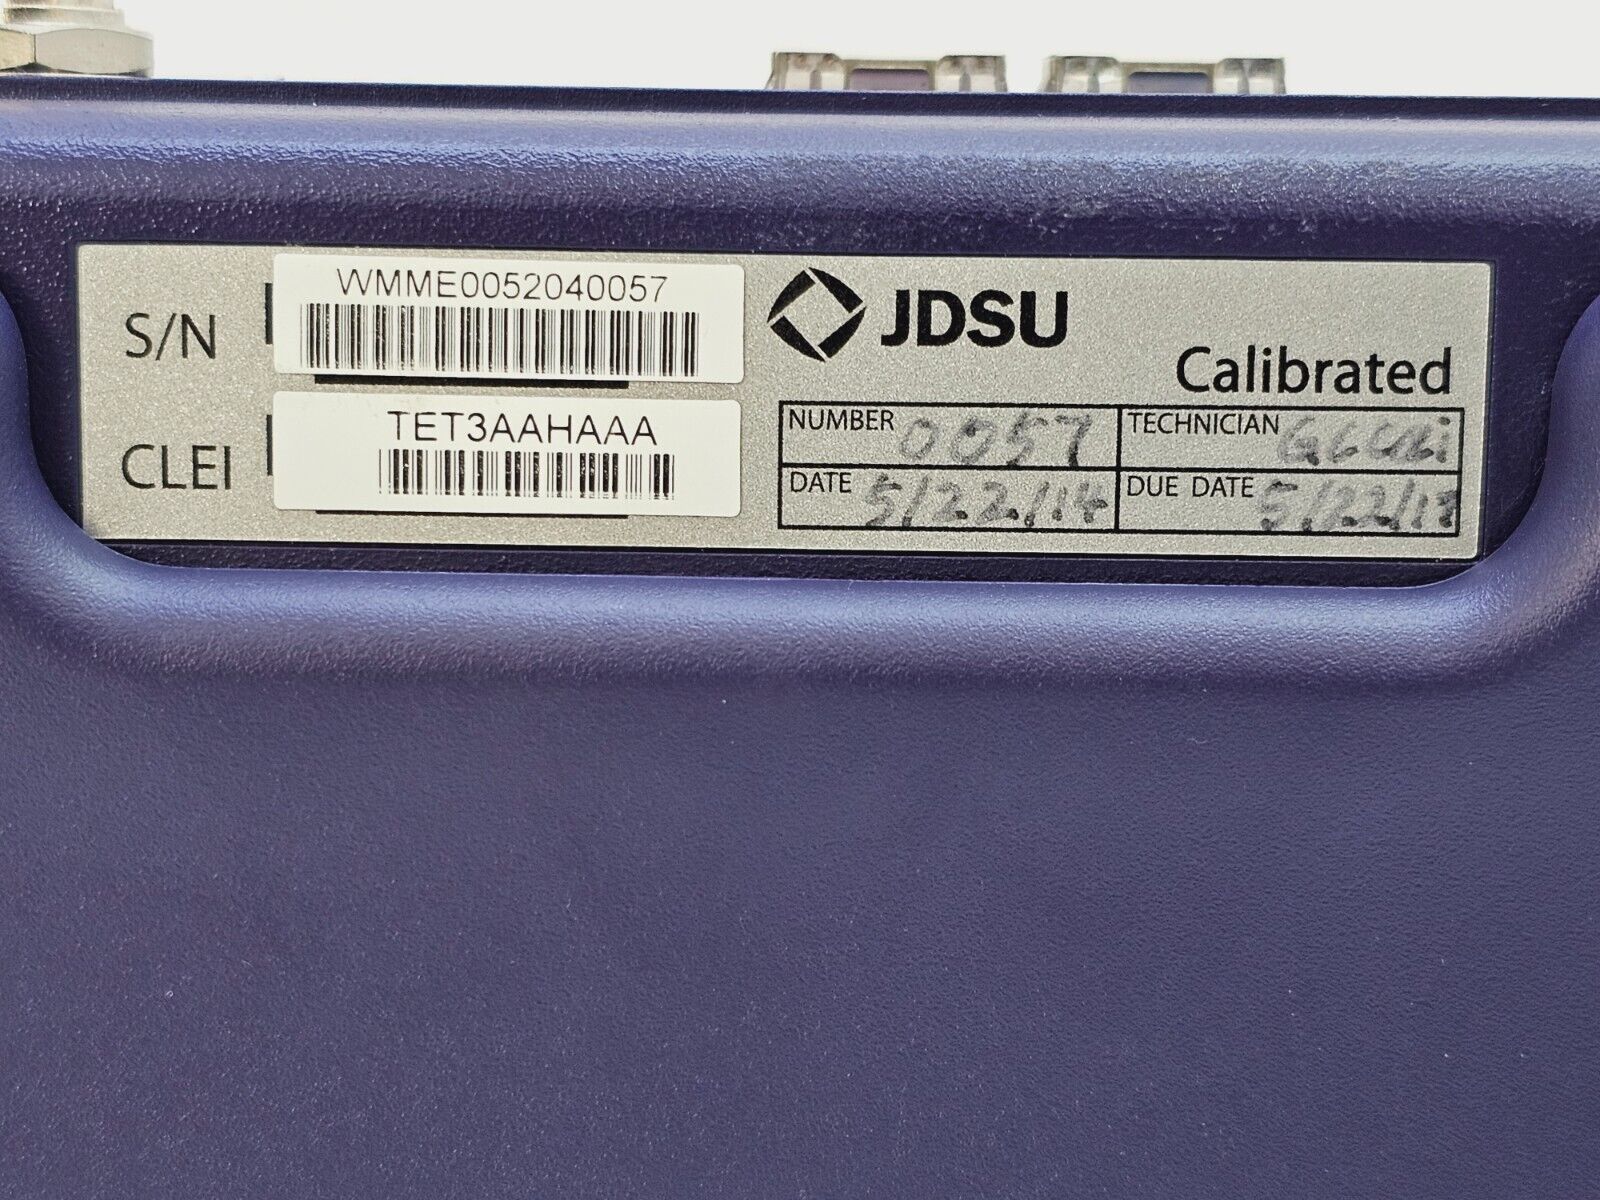 S/N
WMME0052040057
JDSU
Calibrated
CLEI
TET3AAHAAA
NUMBER 0057
TECHNICIAN
DATE 5/22/14
DUE DATE